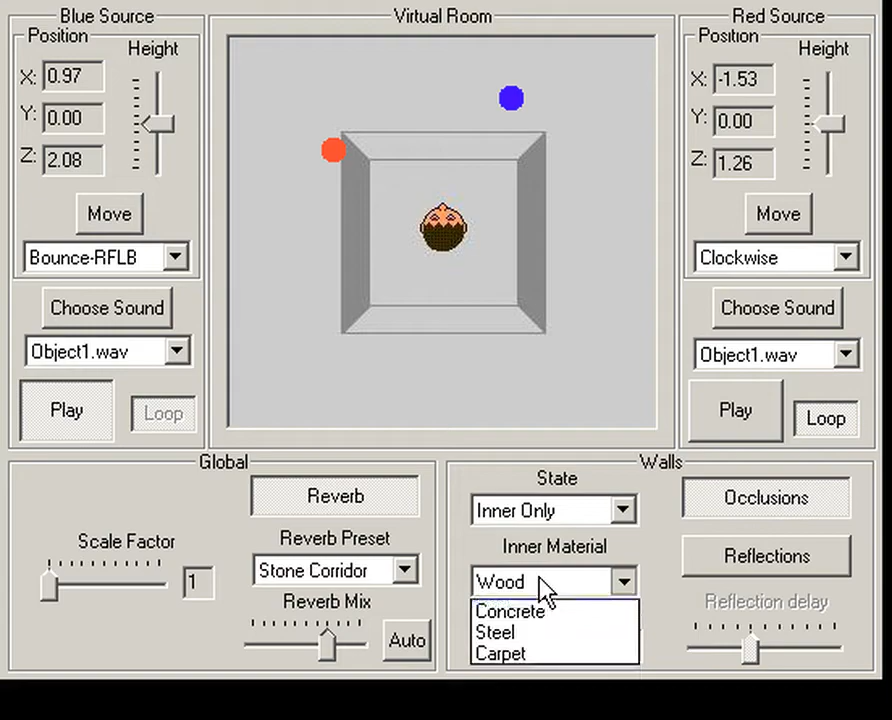 Blue Source
Position
Height
X: 0.97
Y: 0.00
Z: 2.08
Move
Bounce-RFLB
Choose Sound
Object1.wav
Play
Loop
Virtual Room
Red Source
Position
Height
X: -1.53
Y: 0.00
Z: 1.26
Move
Clockwise
Choose Sound
Object1.wav
Play
Loop
Global
Reverb
Scale Factor
1
Reverb Preset
Stone Corridor
Reverb Mix
Auto
Walls
State
Inner Only
Inner Material
Wood
Concrete
Steel
Carpet
Occlusions
Reflections
Reflection delay